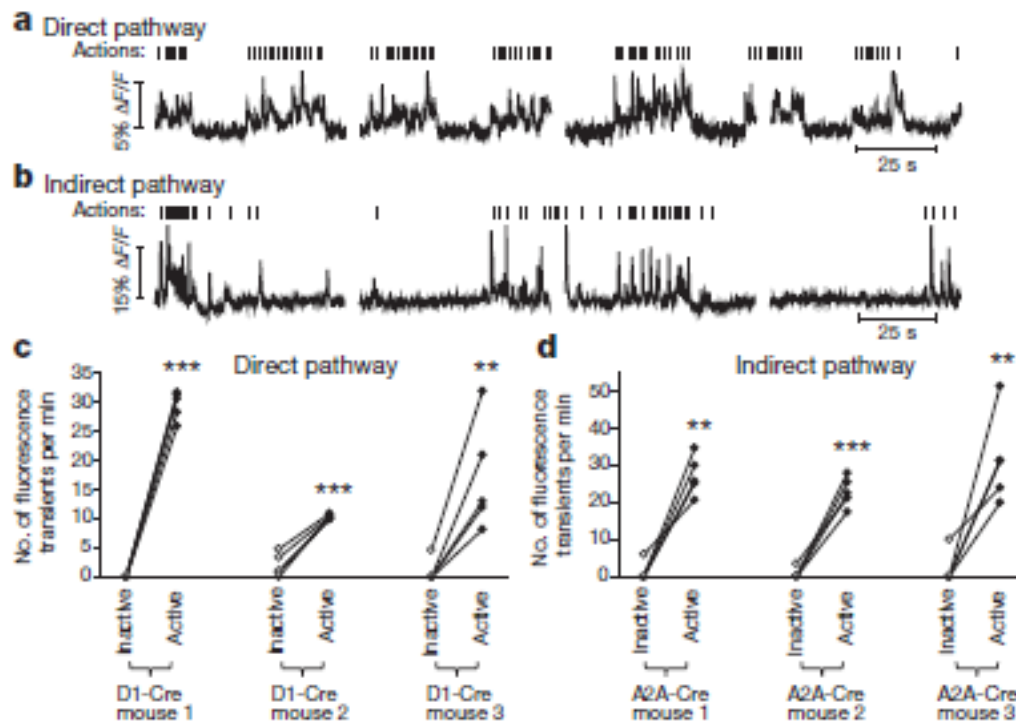 a Direct pathway
Actions:
5% ΔF/F
25 s
b Indirect pathway
Actions:
15% ΔF/F
25 s
c Direct pathway
*** *** **
No. of fluorescence
transients per min
35
30
25
20
15
10
5
0
Inactive Active Inactive Active Inactive Active
D1-Cre D1-Cre D1-Cre
mouse 1 mouse 2 mouse 3
d Indirect pathway
** *** **
No. of fluorescence
transients per min
50
40
30
20
10
0
Inactive Active Inactive Active Inactive Active
A2A-Cre A2A-Cre A2A-Cre
mouse 1 mouse 2 mouse 3